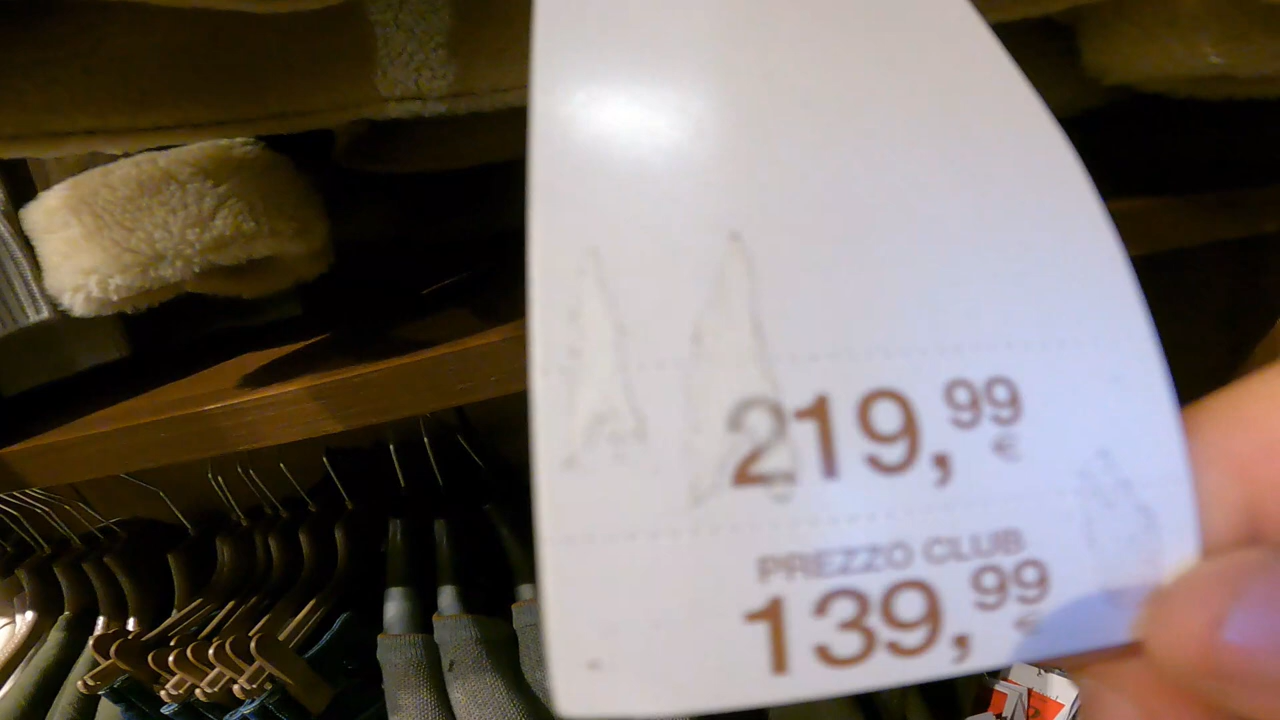 219,99
€
PREZZO CLUB
139,99
€